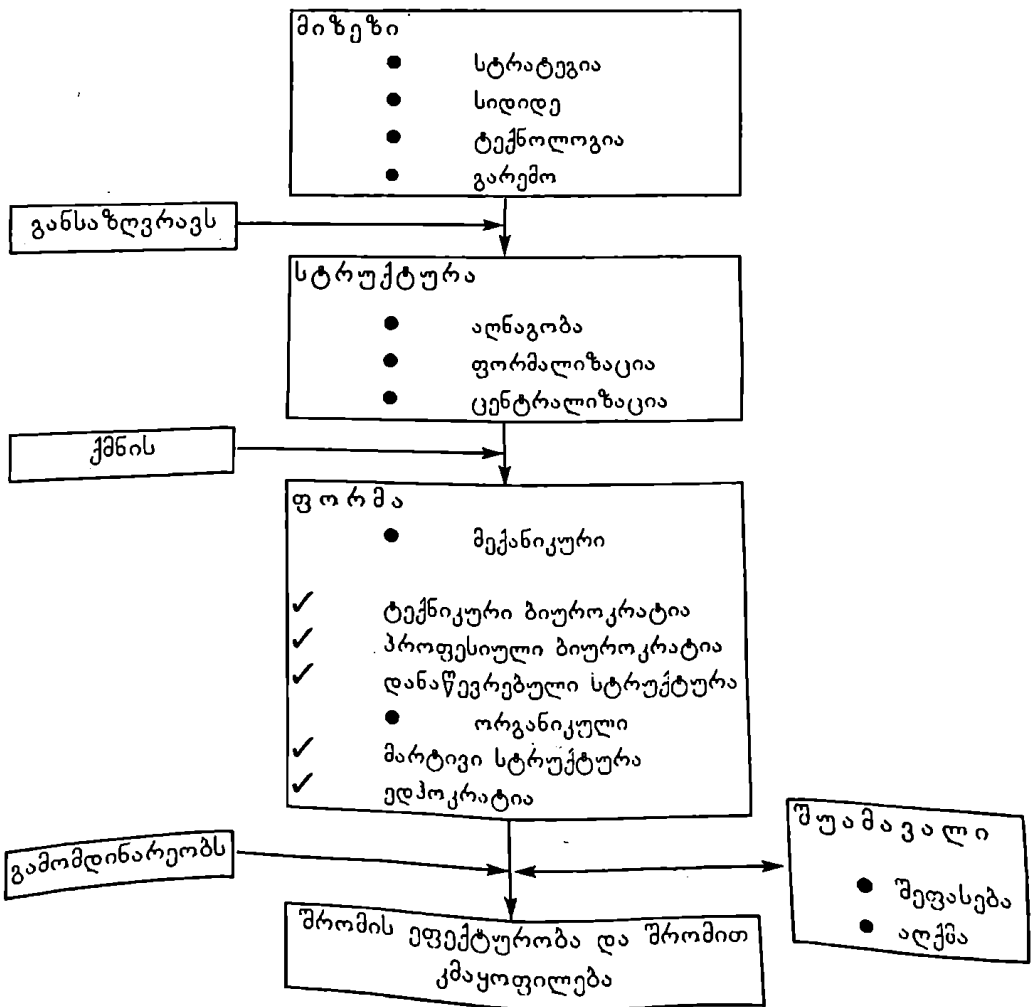 მიზეზი
● სტრატეგია
● სიდიდე
● ტექნოლოგია
● გარემო
განსაზღვრავს
სტრუქტურა
● აღნაგობა
● ფორმალიზაცია
● ცენტრალიზაცია
ქმნის
ფორმა
● მექანიკური
✓ ტექნიკური ბიუროკრატია
✓ პროფესიული ბიუროკრატია
✓ დანაწევრებული სტრუქტურა
● ორგანიკული
✓ მარტივი სტრუქტურა
✓ ედჰოკრატია
გამომდინარეობს
შუამავალი
● შეფასება
● აღქმა
შრომის ეფექტურობა და შრომით
კმაყოფილება